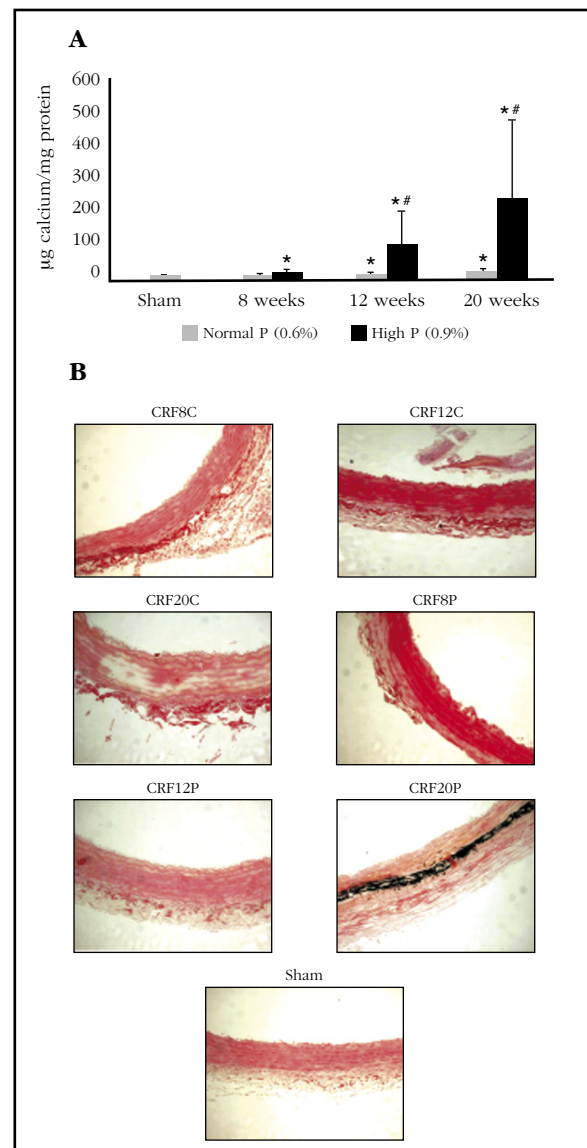 A
µg calcium/mg protein
600
500
400
300
200
100
0
*
* * #
* * #
Sham 8 weeks 12 weeks 20 weeks
Normal P (0.6%) High P (0.9%)
B
CRF8C CRF12C
CRF20C CRF8P
CRF12P CRF20P
Sham